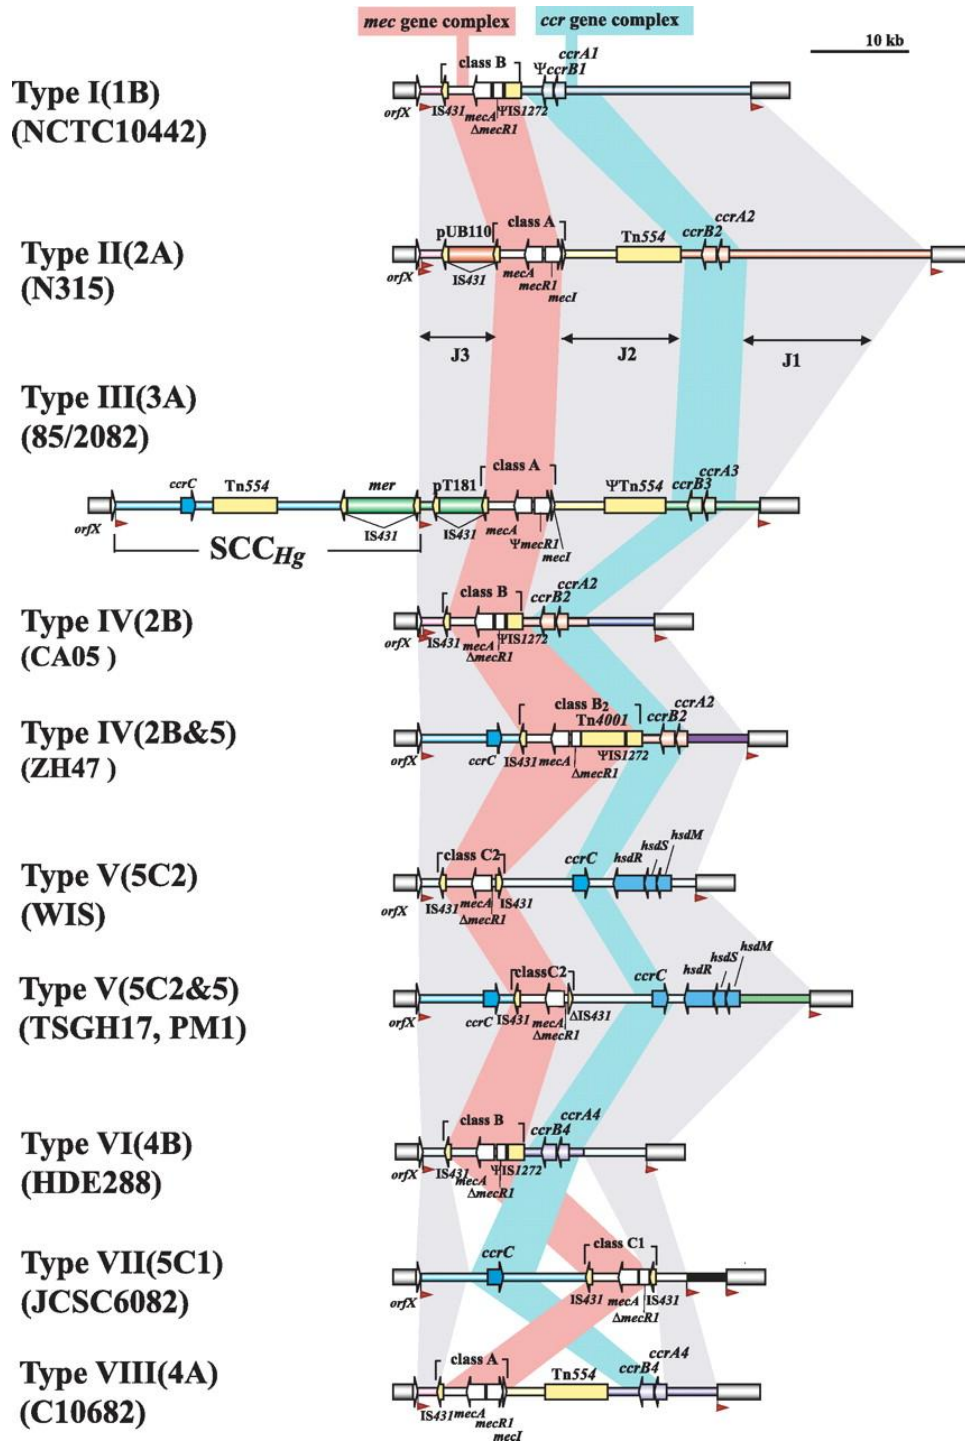 mec gene complex
ccr gene complex
10 kb
Type I(1B)
(NCTC10442)
class B
ccrA1
ΨccrB1
orfX
IS431
mecA
ΨIS1272
ΔmecR1
Type II(2A)
(N315)
class A
pUB110
Tn554
ccrB2
ccrA2
orfX
IS431
mecA
mecR1
mecI
J3
J2
J1
Type III(3A)
(85/2082)
ccrC
Tn554
mer
pT181
class A
ΨTn554
ccrB3
ccrA3
orfX
IS431
IS431
mecA
ΨmecR1
mecI
SCCHg
Type IV(2B)
(CA05 )
class B
ccrB2
ccrA2
orfX
IS431
mecA
ΨIS1272
ΔmecR1
Type IV(2B&5)
(ZH47 )
class B2
Tn4001
ccrB2
ccrA2
orfX
ccrC
IS431
mecA
ΔmecR1
ΨIS1272
Type V(5C2)
(WIS)
class C2
ccrC
hsdR
hsdS
hsdM
orfX
IS431
mecA
ΔmecR1
IS431
Type V(5C2&5)
(TSGH17, PM1)
classC2
ccrC
hsdR
hsdS
hsdM
orfX
ccrC
IS431
mecA
ΔmecR1
ΔIS431
Type VI(4B)
(HDE288)
class B
ccrB4
ccrA4
orfX
IS431
mecA
ΨIS1272
ΔmecR1
Type VII(5C1)
(JCSC6082)
ccrC
class C1
orfX
IS431
mecA
ΔmecR1
IS431
Type VIII(4A)
(C10682)
class A
Tn554
ccrB4
ccrA4
orfX
IS431
mecA
mecR1
mecI